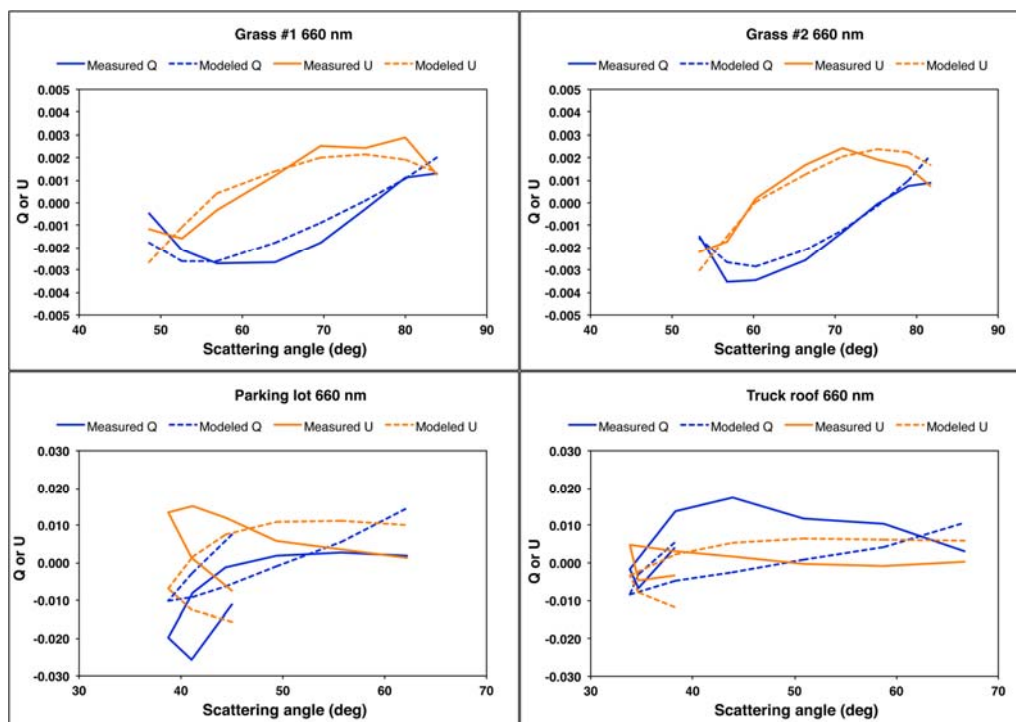 Grass #1 660 nm
Measured Q Modeled Q Measured U Modeled U
0.005
0.004
0.003
0.002
0.001
0.000
-0.001
-0.002
-0.003
-0.004
-0.005
Q or U
40 50 60 70 80 90
Scattering angle (deg)
Grass #2 660 nm
Measured Q Modeled Q Measured U Modeled U
0.005
0.004
0.003
0.002
0.001
0.000
-0.001
-0.002
-0.003
-0.004
-0.005
Q or U
40 50 60 70 80 90
Scattering angle (deg)
Parking lot 660 nm
Measured Q Modeled Q Measured U Modeled U
0.030
0.020
0.010
0.000
-0.010
-0.020
-0.030
Q or U
30 40 50 60 70
Scattering angle (deg)
Truck roof 660 nm
Measured Q Modeled Q Measured U Modeled U
0.030
0.020
0.010
0.000
-0.010
-0.020
-0.030
Q or U
30 40 50 60 70
Scattering angle (deg)